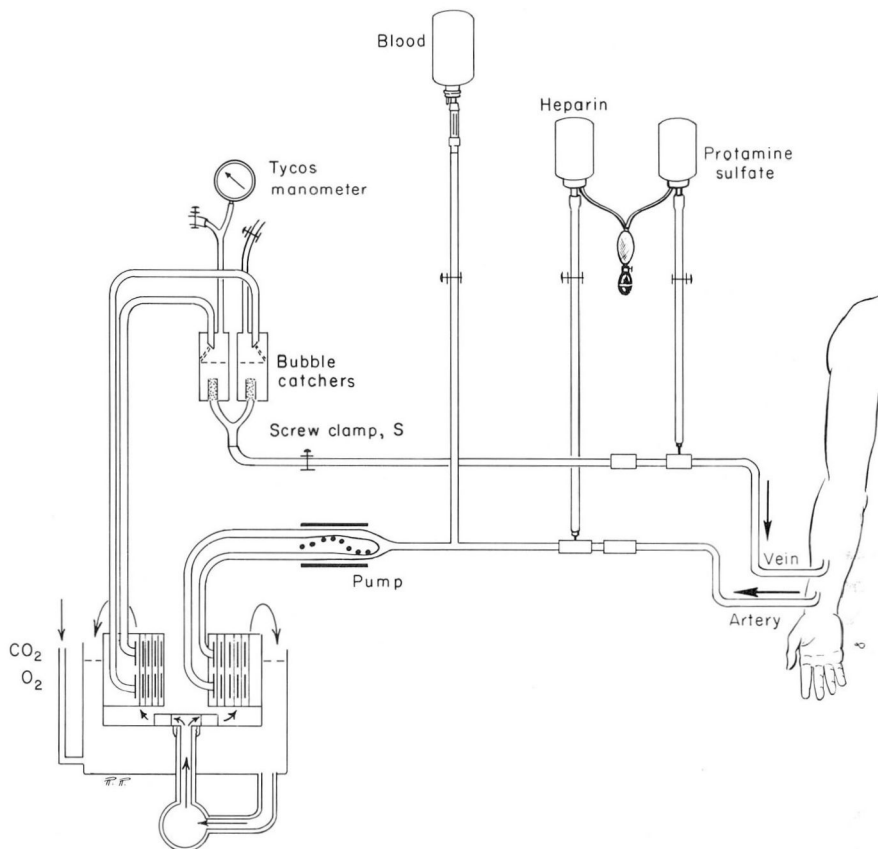 Blood
Heparin
Protamine
sulfate
Tycos
manometer
Bubble
catchers
Screw clamp, S
Pump
Vein
Artery
CO₂
O₂
P.P.